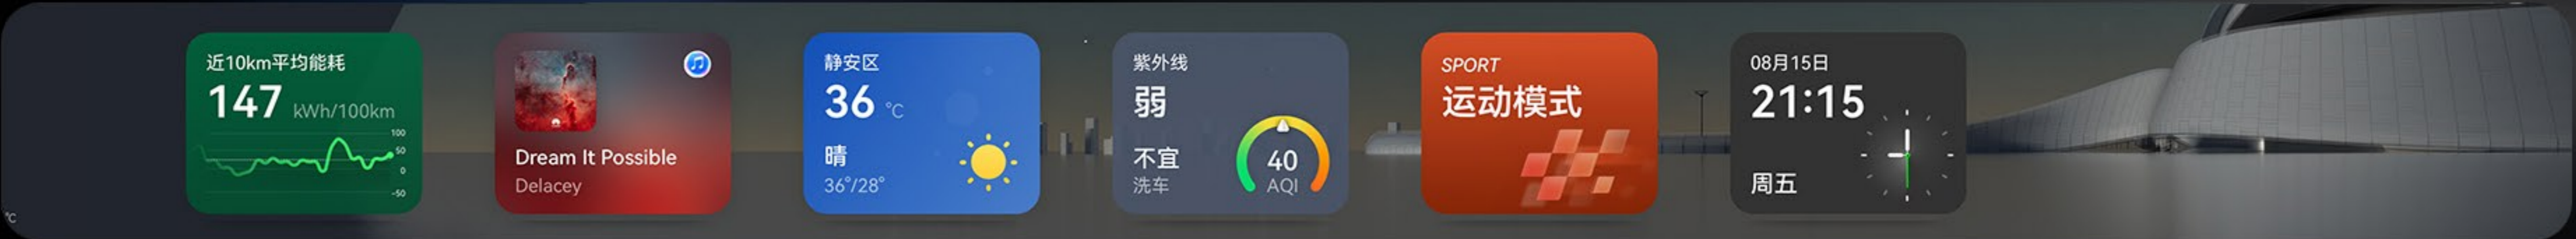 近10km平均能耗
147 kWh/100km
100
50
0
-50
Dream It Possible
Delacey
静安区
36 °C
晴
36°/28°
紫外线
弱
不宜
洗车
40
AQI
SPORT
运动模式
08月15日
21:15
周五
°C